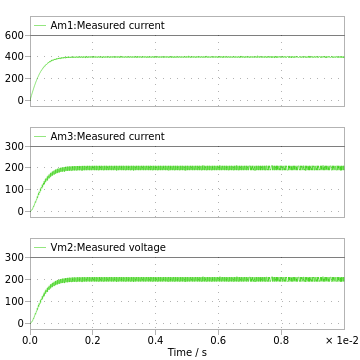 Am1:Measured current
600
400
200
0
Am3:Measured current
300
200
100
0
Vm2:Measured voltage
300
200
100
0
0.0 0.2 0.4 0.6 0.8 × 1e-2
Time / s